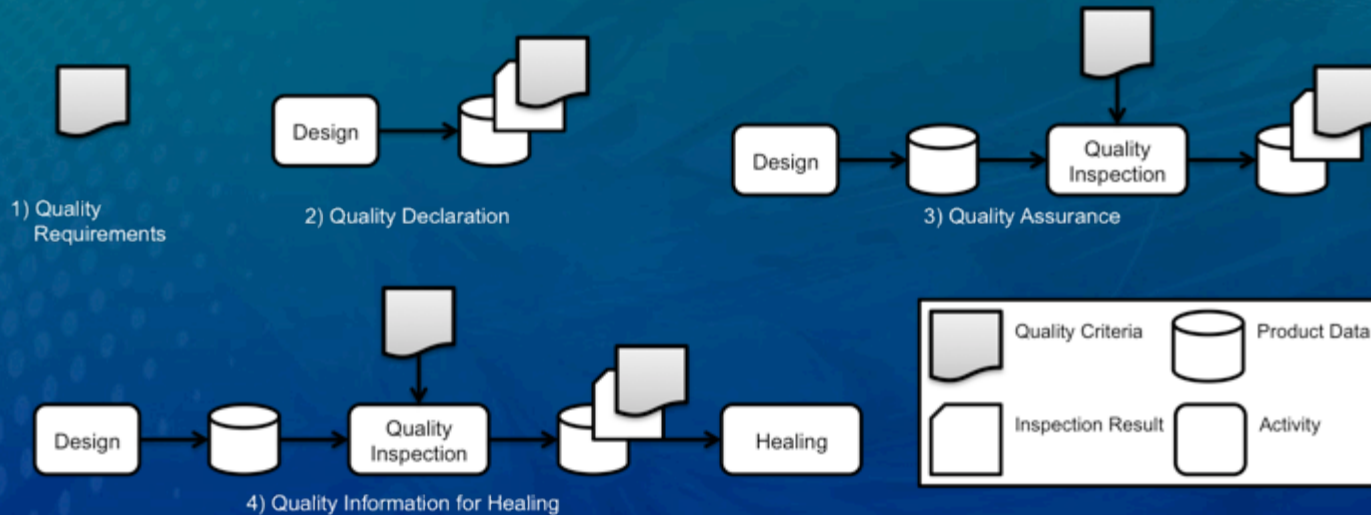 Design
Design
Quality
Inspection
1) Quality
Requirements
2) Quality Declaration
3) Quality Assurance
Quality Criteria
Product Data
Design
Quality
Inspection
Healing
Inspection Result
Activity
4) Quality Information for Healing